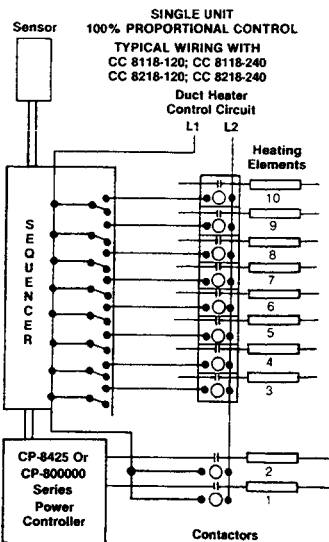 SINGLE UNIT
100% PROPORTIONAL CONTROL
Sensor
TYPICAL WIRING WITH
CC 8118-120; CC 8118-240
CC 8218-120; CC 8218-240
Duct Heater
Control Circuit
L1 L2
Heating
Elements
10
9
8
7
6
5
4
3
SEQUENCER
CP-8425 Or
CP-800000
Series
Power
Controller
2
1
Contactors